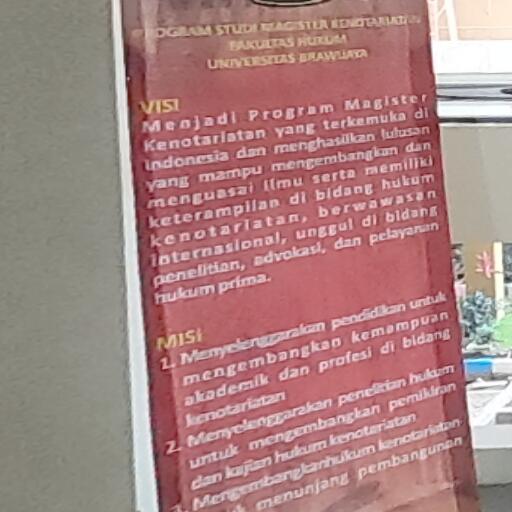 PROGRAM STUDI MAGISTER KENOTARIATAN
FAKULTAS HUKUM
UNIVERSITAS BRAWIJAYA
VISI
Menjadi Program Magister
Kenotariatan yang terkemuka di
Indonesia dan menghasilkan lulusan
yang mampu mengembangkan dan
menguasai ilmu serta memiliki
keterampilan di bidang hukum
kenotariatan, berwawasan
internasional, unggul di bidang
penelitian, advokasi, dan pelayanan
hukum prima.
MISI
1. Menyelenggarakan pendidikan untuk
mengembangkan kemampuan
akademik dan profesi di bidang
kenotariatan
2. Menyelenggarakan penelitian hukum
untuk mengembangkan pemikiran
dan kajian hukum kenotariatan
3. Mengembangkanhukum kenotariatan
menunjang pembangunan